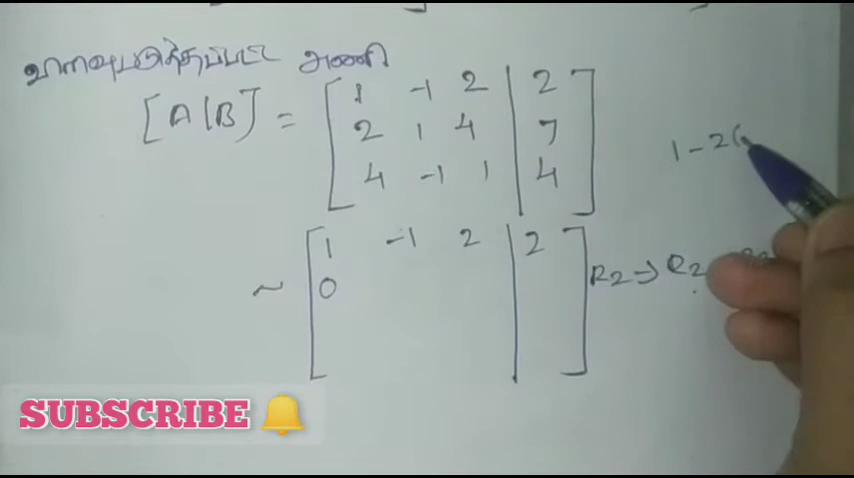 விரிவுபடுத்தப்பட்ட அணி
[A|B] = [ 1 -1 2 | 2 ]
2 1 4 | 7
4 -1 1 | 4
1 - 2(
~ [ 1 -1 2 | 2 ]
0
R2 → R2
SUBSCRIBE